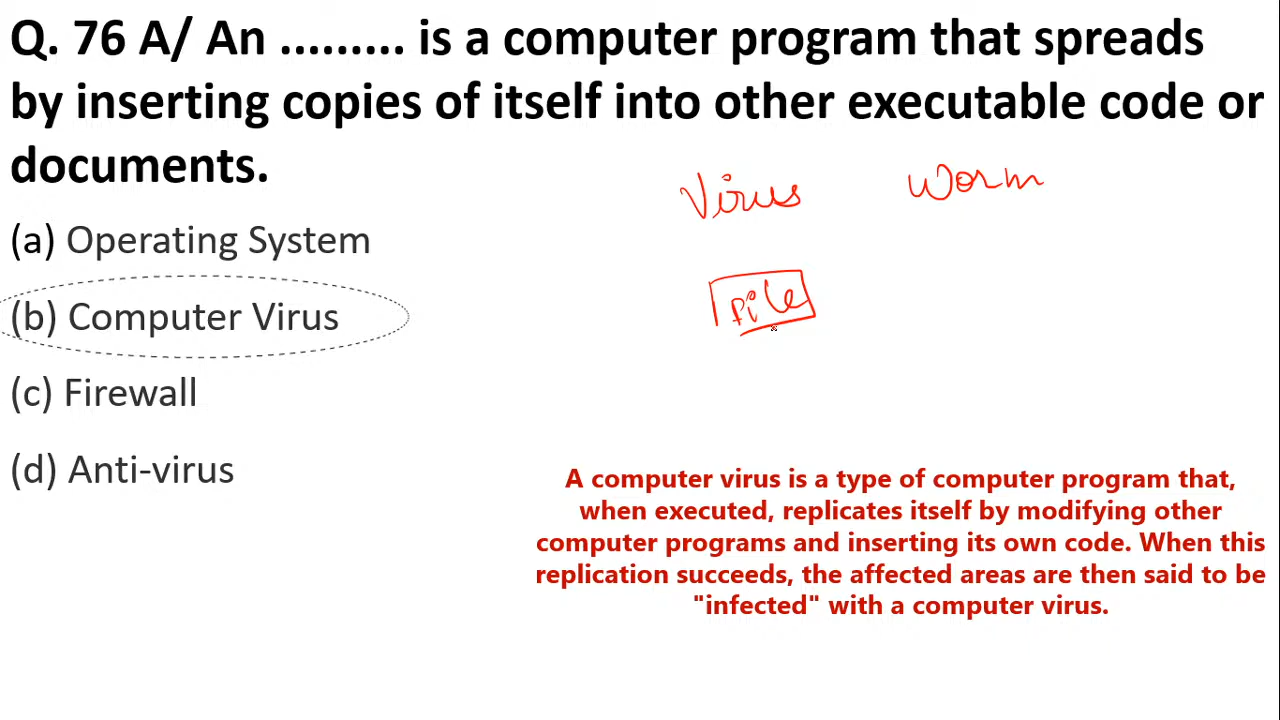 Q. 76 A/ An ......... is a computer program that spreads
by inserting copies of itself into other executable code or
documents.
Virus
Worm
(a) Operating System
file
(b) Computer Virus
(c) Firewall
(d) Anti-virus
A computer virus is a type of computer program that,
when executed, replicates itself by modifying other
computer programs and inserting its own code. When this
replication succeeds, the affected areas are then said to be
"infected" with a computer virus.